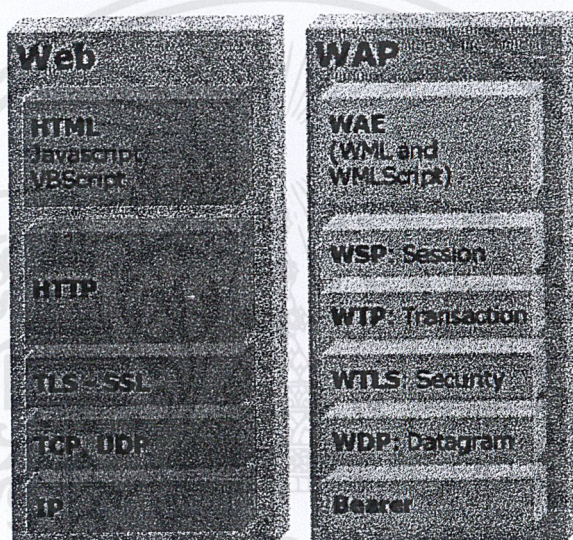 Web
HTML
Javascript
VBScript
HTTP
TLS - SSL
TCP, UDP
IP
WAP
WAE
(WML and
WMLScript)
WSP: Session
WTP: Transaction
WTLS: Security
WDP: Datagram
Bearer